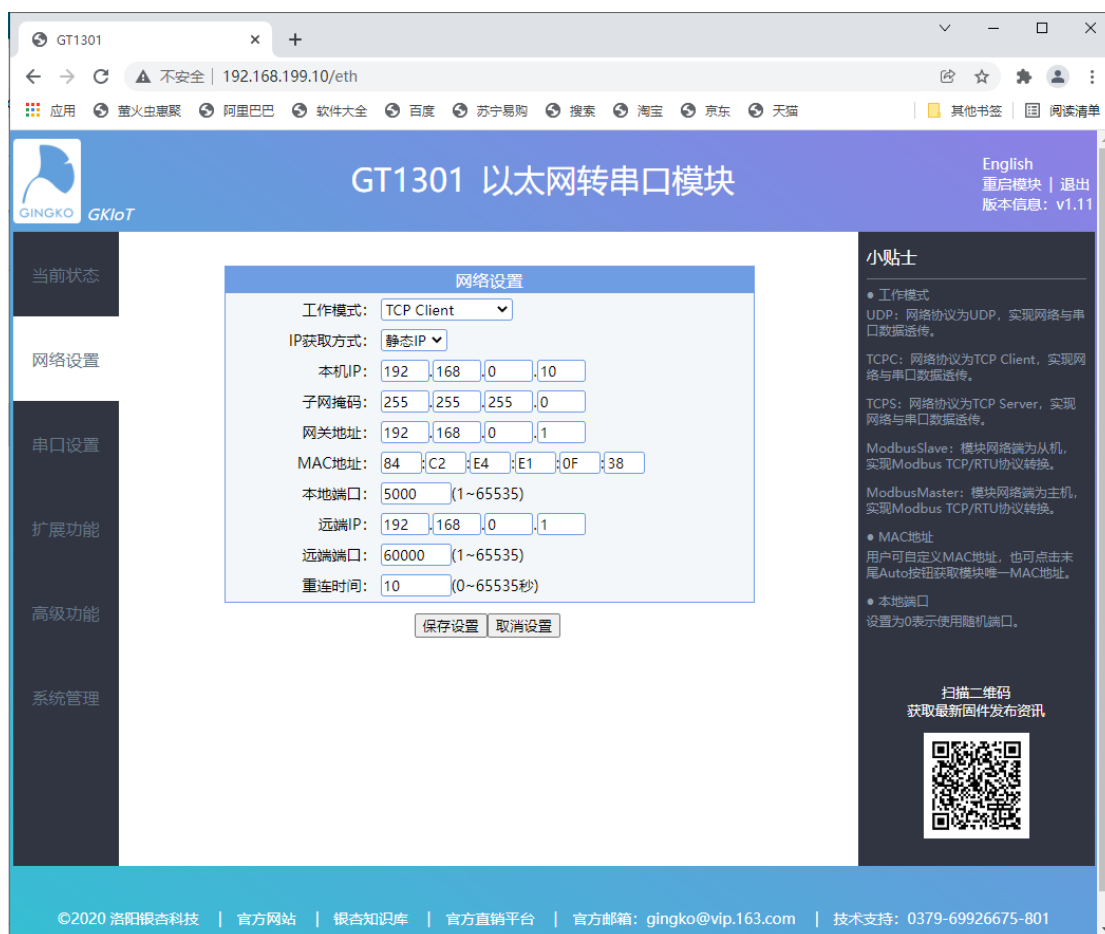 GT1301
不安全 | 192.168.199.10/eth
应用 萤火虫惠聚 阿里巴巴 软件大全 百度 苏宁易购 搜索 淘宝 京东 天猫 其他书签 阅读清单
GINGKO GKIoT
GT1301 以太网转串口模块
English
重启模块 | 退出
版本信息：v1.11
当前状态
网络设置
串口设置
扩展功能
高级功能
系统管理
网络设置
工作模式： TCP Client
IP获取方式： 静态IP
本机IP： 192 .168 .0 .10
子网掩码： 255 .255 .255 .0
网关地址： 192 .168 .0 .1
MAC地址： 84 :C2 :E4 :E1 :0F :38
本地端口： 5000 (1~65535)
远端IP： 192 .168 .0 .1
远端端口： 60000 (1~65535)
重连时间： 10 (0~65535秒)
保存设置 取消设置
小贴士
● 工作模式
UDP：网络协议为UDP，实现网络与串
口数据透传。
TCPC：网络协议为TCP Client，实现网
络与串口数据透传。
TCPS：网络协议为TCP Server，实现
网络与串口数据透传。
ModbusSlave：模块网络端为从机，
实现Modbus TCP/RTU协议转换。
ModbusMaster：模块网络端为主机，
实现Modbus TCP/RTU协议转换。
● MAC地址
用户可自定义MAC地址，也可点击末
尾Auto按钮获取模块唯一MAC地址。
● 本地端口
设置为0表示使用随机端口。
扫描二维码
获取最新固件发布资讯
©2020 洛阳银杏科技 | 官方网站 | 银杏知识库 | 官方直销平台 | 官方邮箱：gingko@vip.163.com | 技术支持：0379-69926675-801